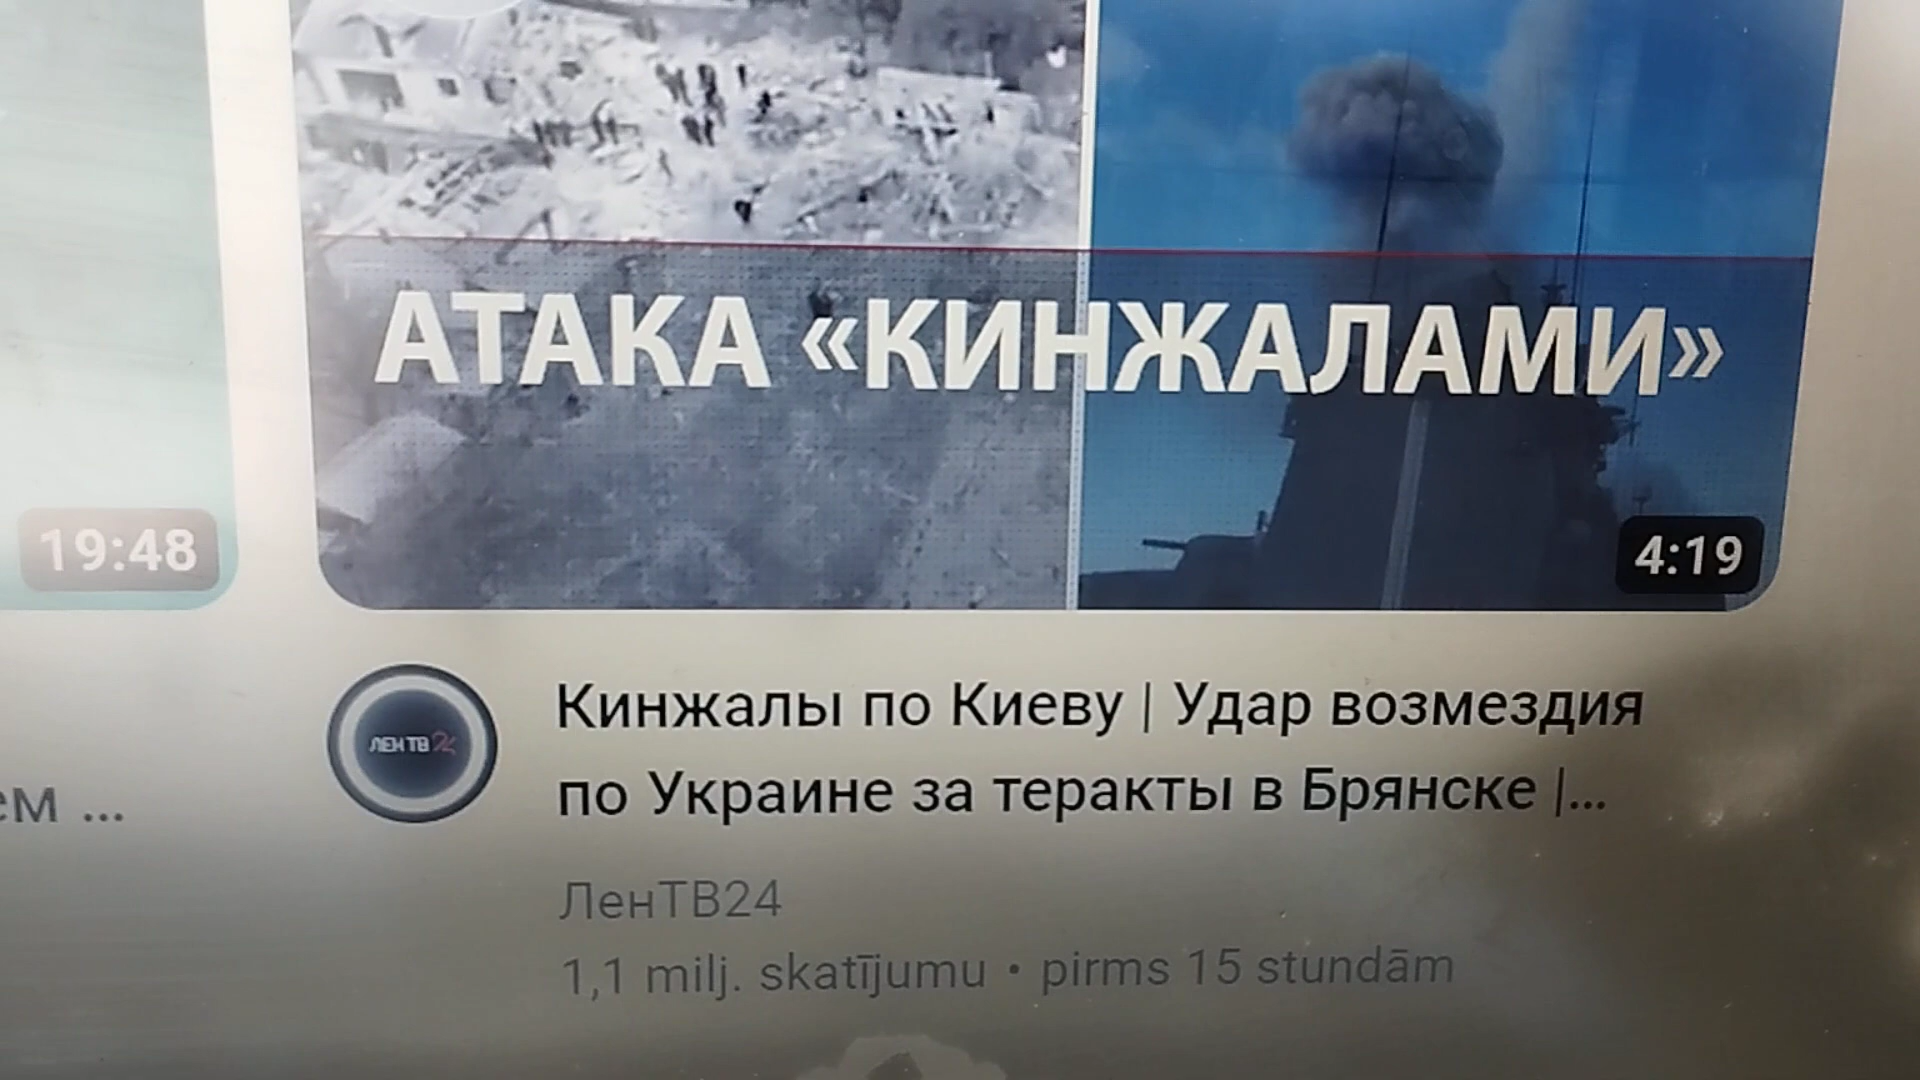 АТАКА «КИНЖАЛАМИ»
19:48
4:19
ЛЕН ТВ 24
Кинжалы по Киеву | Удар возмездия
по Украине за теракты в Брянске |...
ем ...
ЛенТВ24
1,1 milj. skatījumu • pirms 15 stundām